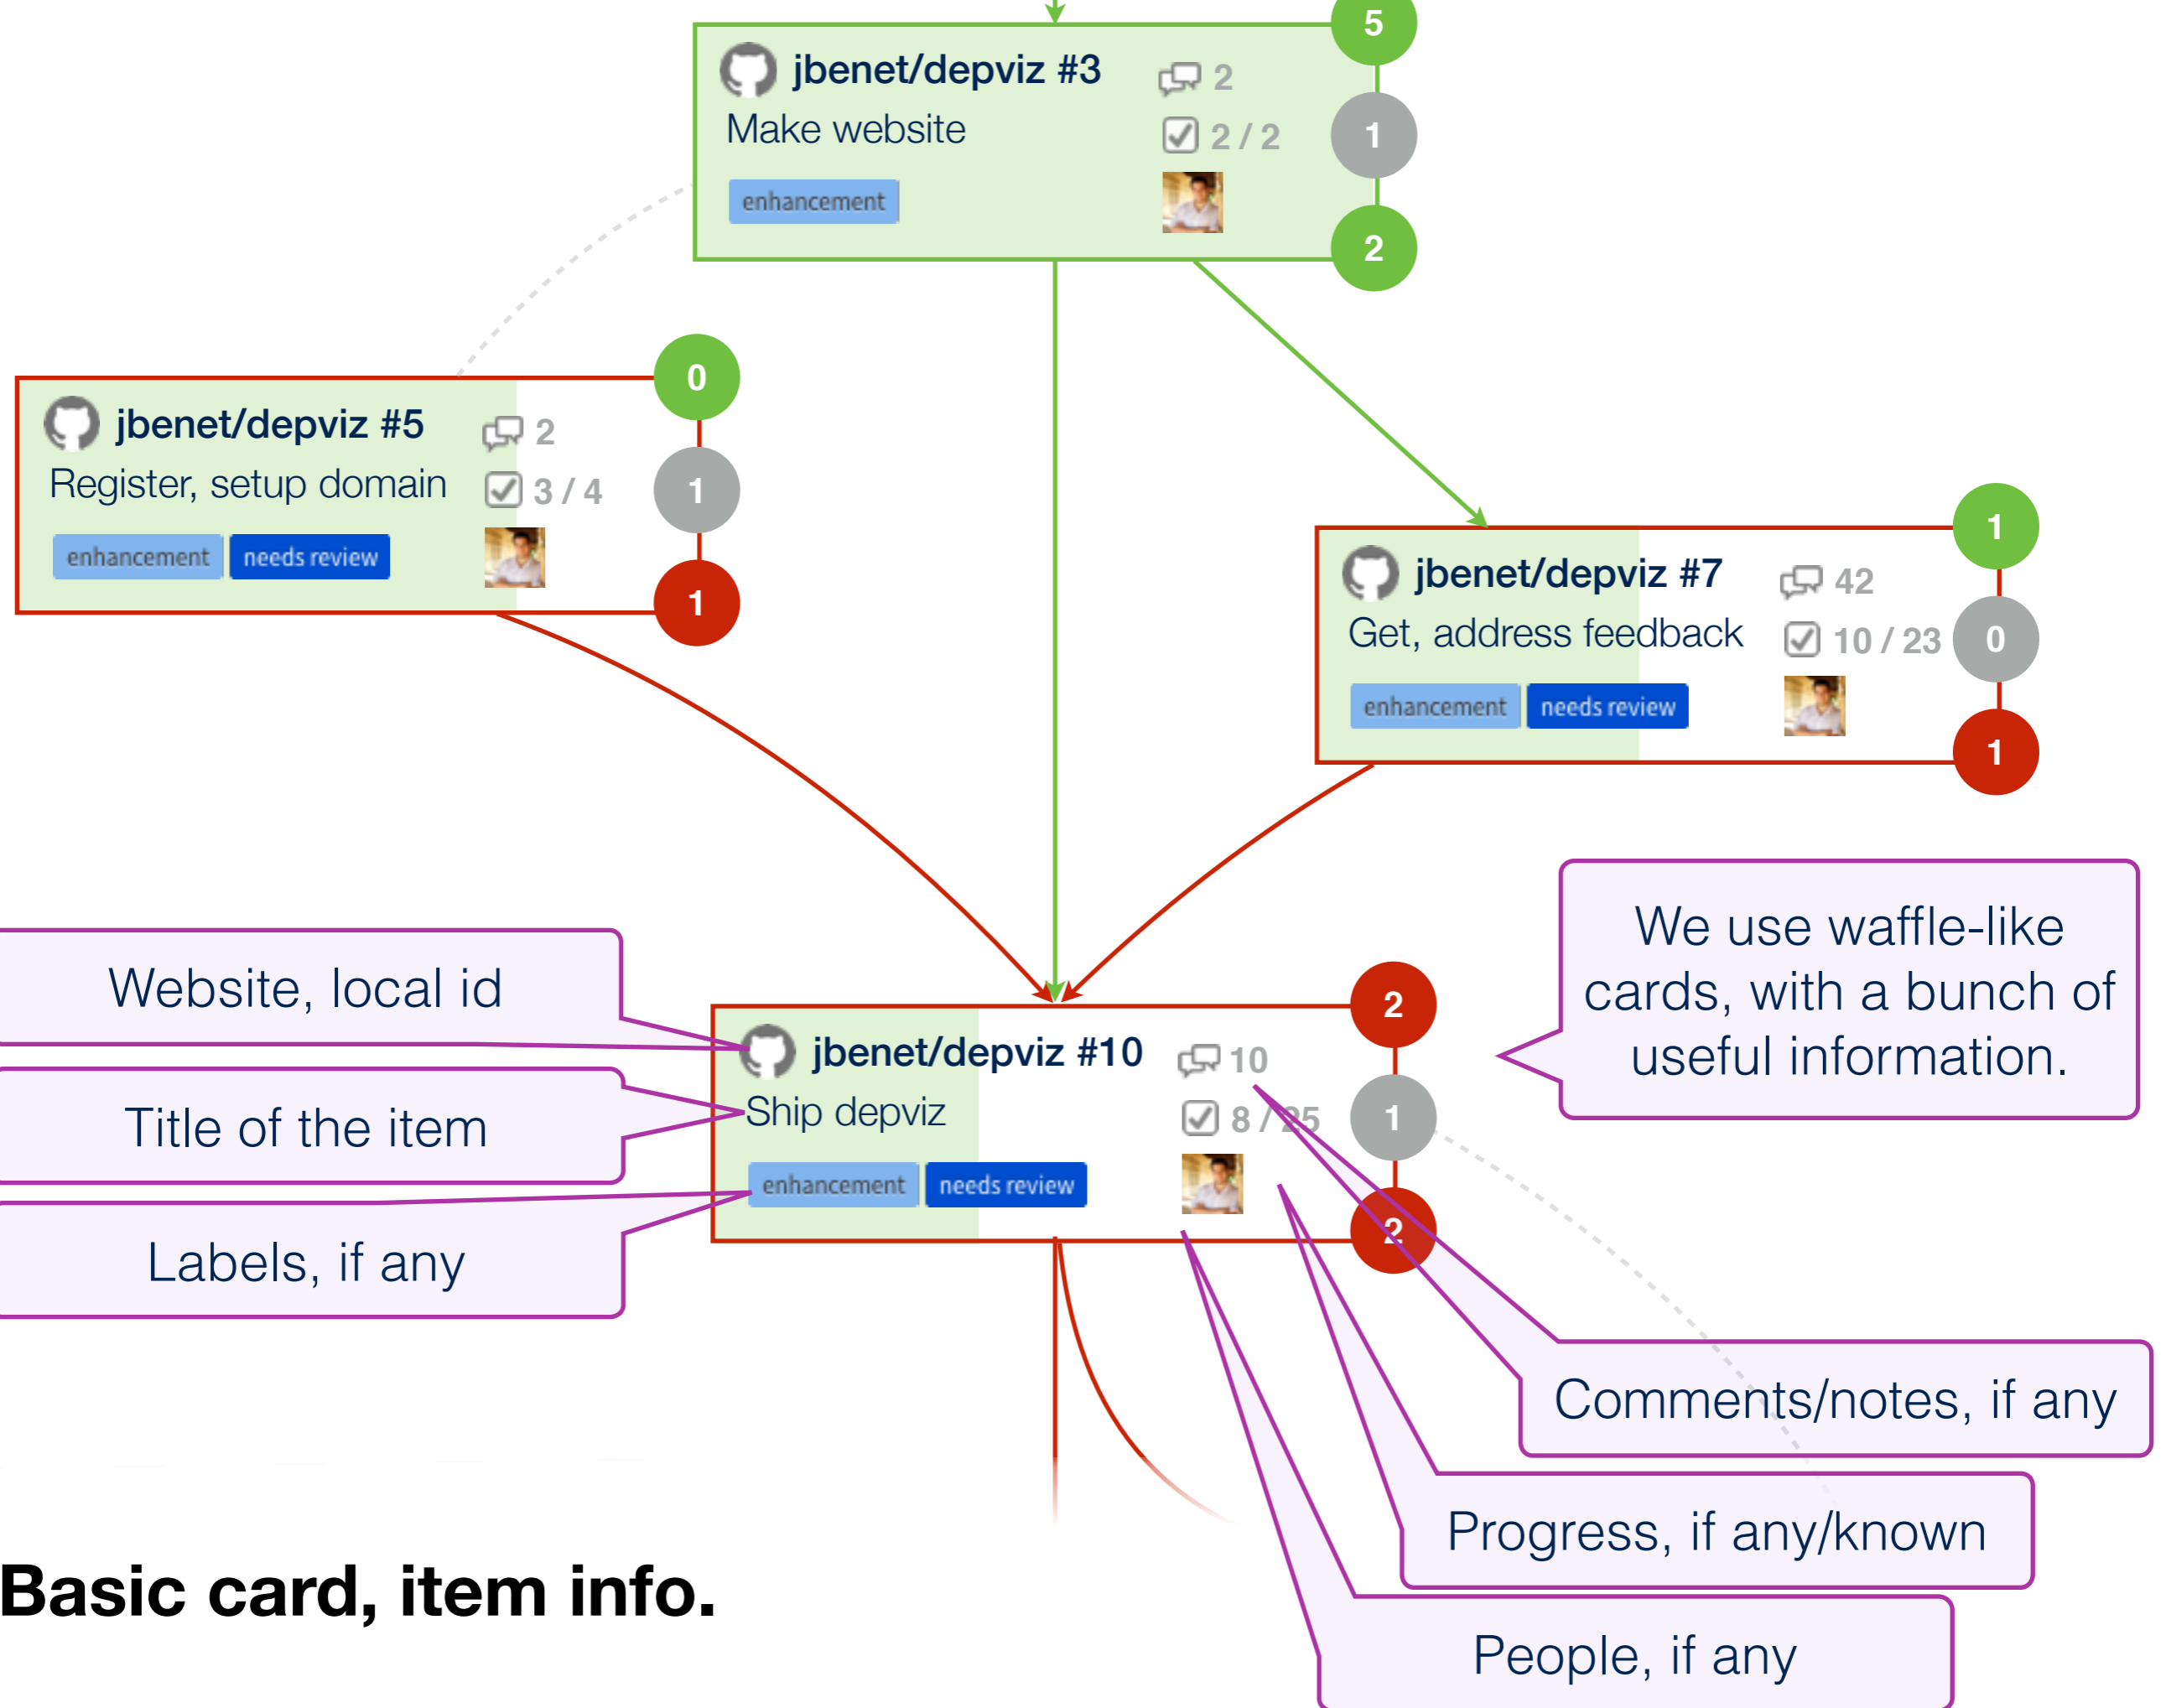 5
jbenet/depviz #3
2
Make website
2 / 2
1
enhancement
2
0
jbenet/depviz #5
2
Register, setup domain
3 / 4
1
enhancement
needs review
1
1
jbenet/depviz #7
42
Get, address feedback
10 / 23
0
enhancement
needs review
1
We use waffle-like
cards, with a bunch of
useful information.
Website, local id
2
jbenet/depviz #10
10
Title of the item
Ship depviz
8 / 25
1
enhancement
needs review
2
Labels, if any
Comments/notes, if any
Progress, if any/known
People, if any
Basic card, item info.